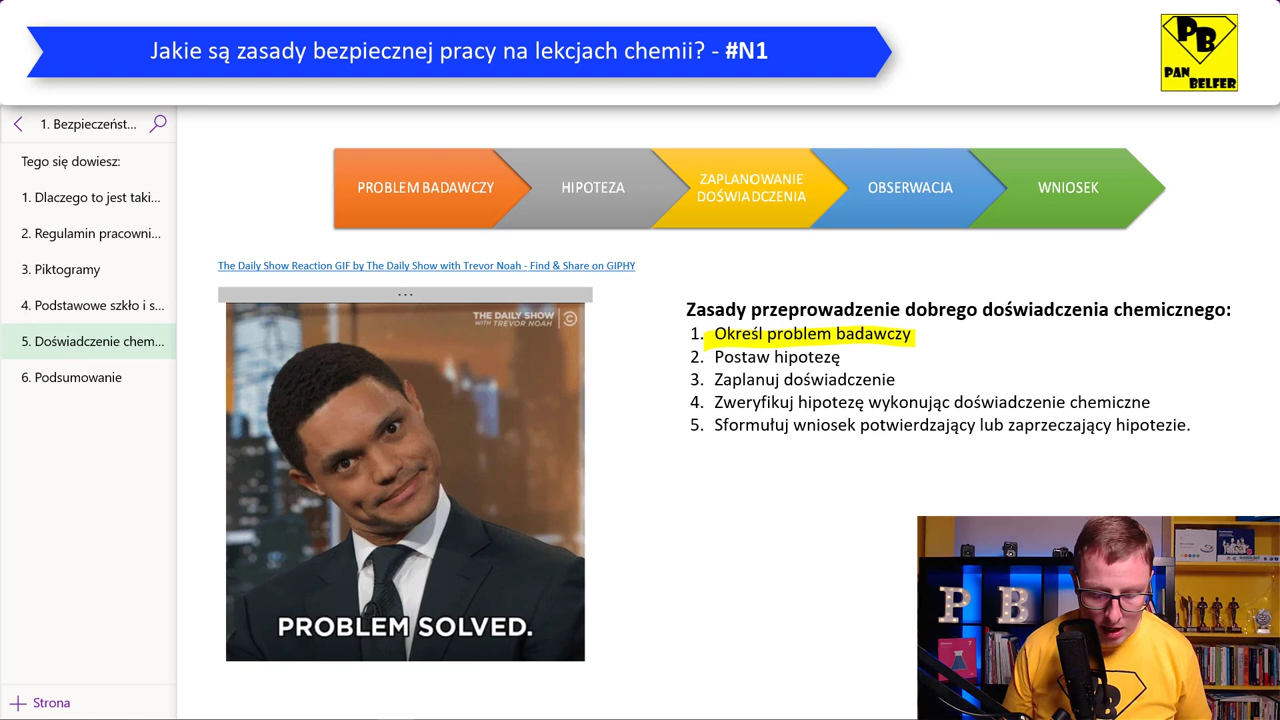 Jakie są zasady bezpiecznej pracy na lekcjach chemii? - #N1
PB
PAN
BELFER
1. Bezpieczeńst...
Tego się dowiesz:
1. Dlaczego to jest taki...
2. Regulamin pracowni...
3. Piktogramy
4. Podstawowe szkło i s...
5. Doświadczenie chem...
6. Podsumowanie
Strona
PROBLEM BADAWCZY
HIPOTEZA
ZAPLANOWANIE
DOŚWIADCZENIA
OBSERWACJA
WNIOSEK
The Daily Show Reaction GIF by The Daily Show with Trevor Noah - Find & Share on GIPHY
...
THE DAILY SHOW
WITH TREVOR NOAH
PROBLEM SOLVED.
Zasady przeprowadzenie dobrego doświadczenia chemicznego:
1. Określ problem badawczy
2. Postaw hipotezę
3. Zaplanuj doświadczenie
4. Zweryfikuj hipotezę wykonując doświadczenie chemiczne
5. Sformułuj wniosek potwierdzający lub zaprzeczający hipotezie.
P B
7